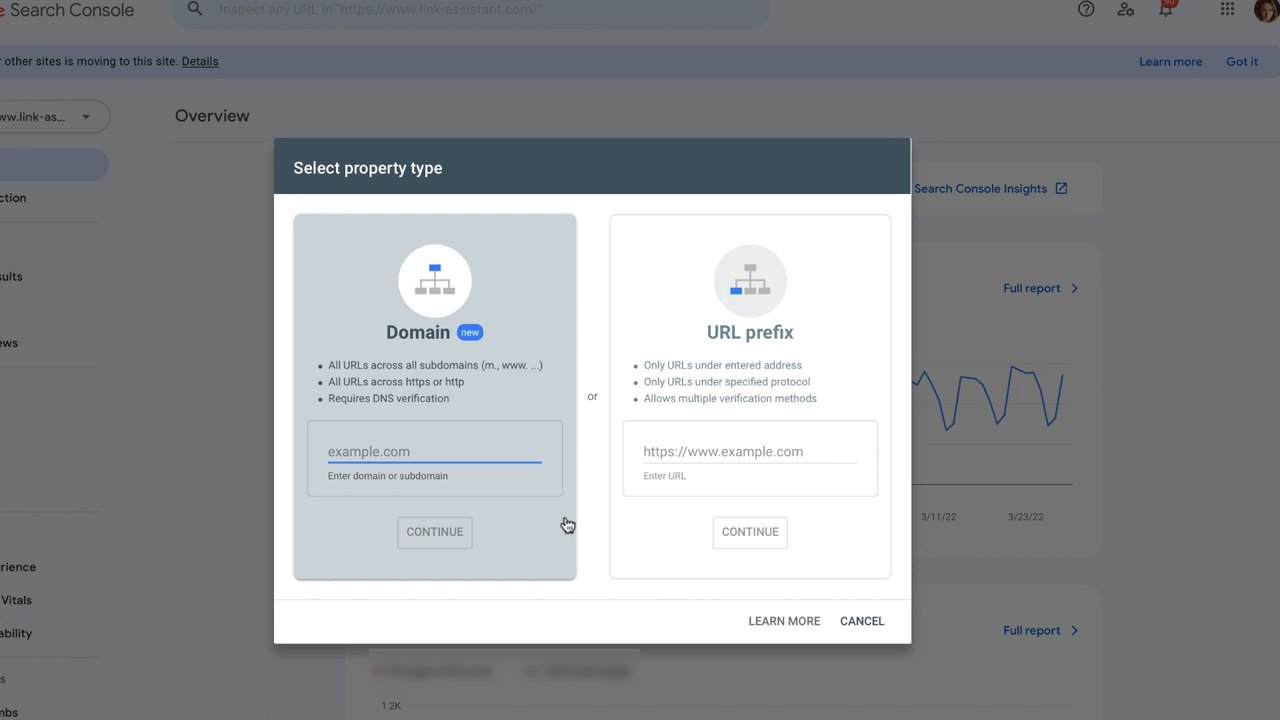 Search Console
Inspect any URL in "https://www.link-assistant.com/"
90
other sites is moving to this site. Details
Learn more
Got it
ww.link-as...
Overview
ction
sults
ews
rience
Vitals
ability
s
mbs
Search Console Insights
Full report
3/11/22
3/23/22
Full report
1.2K
Select property type
Domain new
• All URLs across all subdomains (m., www. ...)
• All URLs across https or http
• Requires DNS verification
example.com
Enter domain or subdomain
CONTINUE
or
URL prefix
• Only URLs under entered address
• Only URLs under specified protocol
• Allows multiple verification methods
https://www.example.com
Enter URL
CONTINUE
LEARN MORE
CANCEL